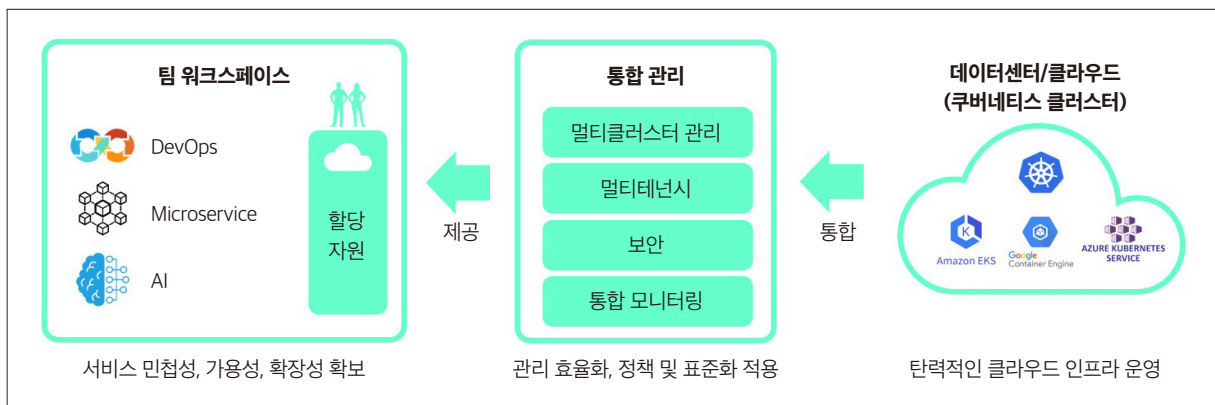 팀 워크스페이스
DevOps
Microservice
AI
할당
자원
서비스 민첩성, 가용성, 확장성 확보
제공
통합 관리
멀티클러스터 관리
멀티테넌시
보안
통합 모니터링
관리 효율화, 정책 및 표준화 적용
통합
데이터센터/클라우드
(쿠버네티스 클러스터)
K
Amazon EKS
Google
Container Engine
AZURE KUBERNETES
SERVICE
탄력적인 클라우드 인프라 운영